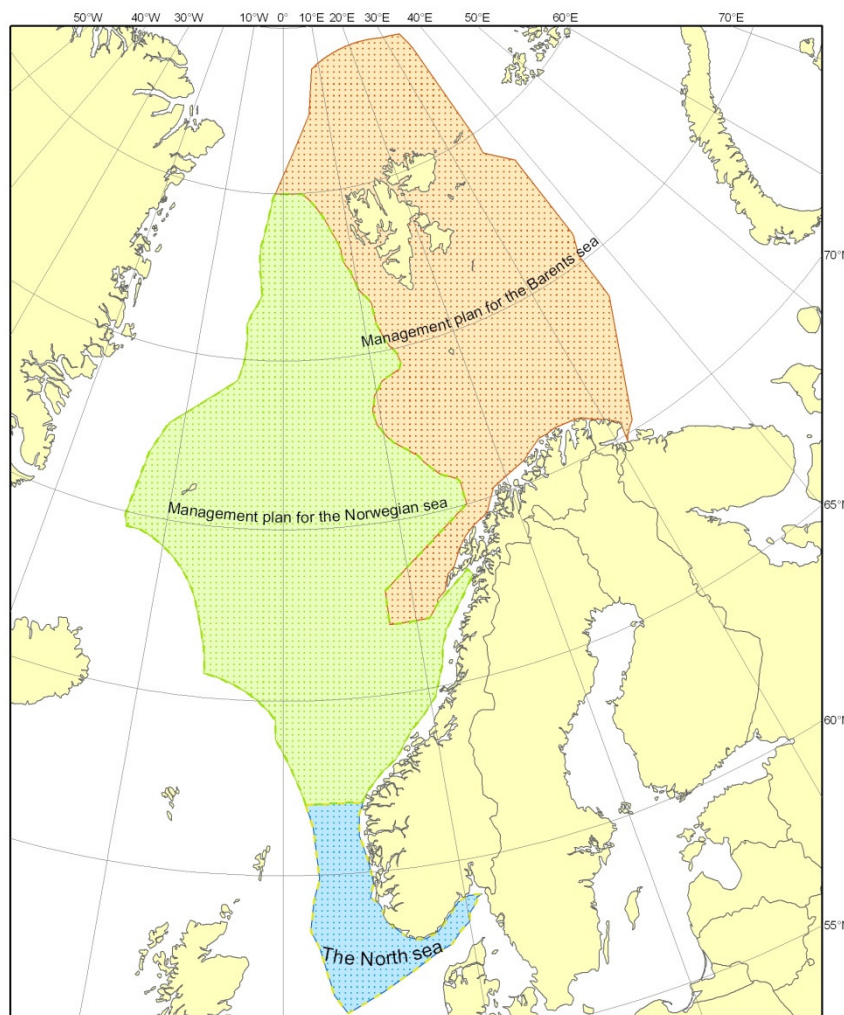 50°W 40°W 30°W 10°W 0° 10°E 20°E 30°E 40°E 50°E 60°E 70°E
70°N
Management plan for the Barents sea
65°N
Management plan for the Norwegian sea
60°N
55°N
The North sea